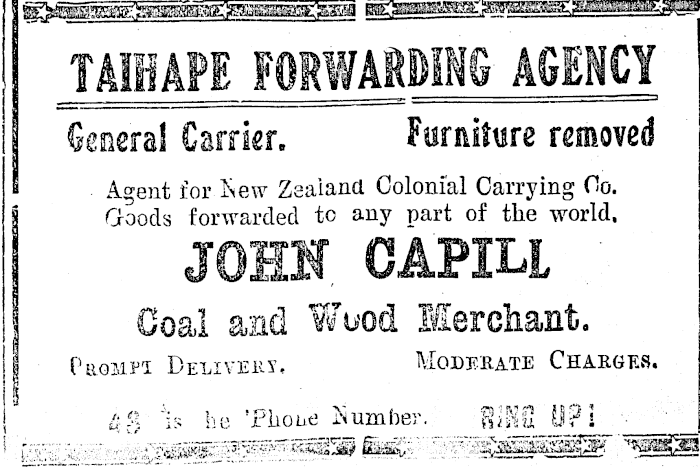 TAIHAPE FORWARDING AGENCY
General Carrier. Furniture removed
Agent for New Zealand Colonial Carrying Co.
Goods forwarded to any part of the world.
JOHN CAPILL
Coal and Wood Merchant.
PROMPT DELIVERY. MODERATE CHARGES.
48 is he 'Phone Number. RING UP!